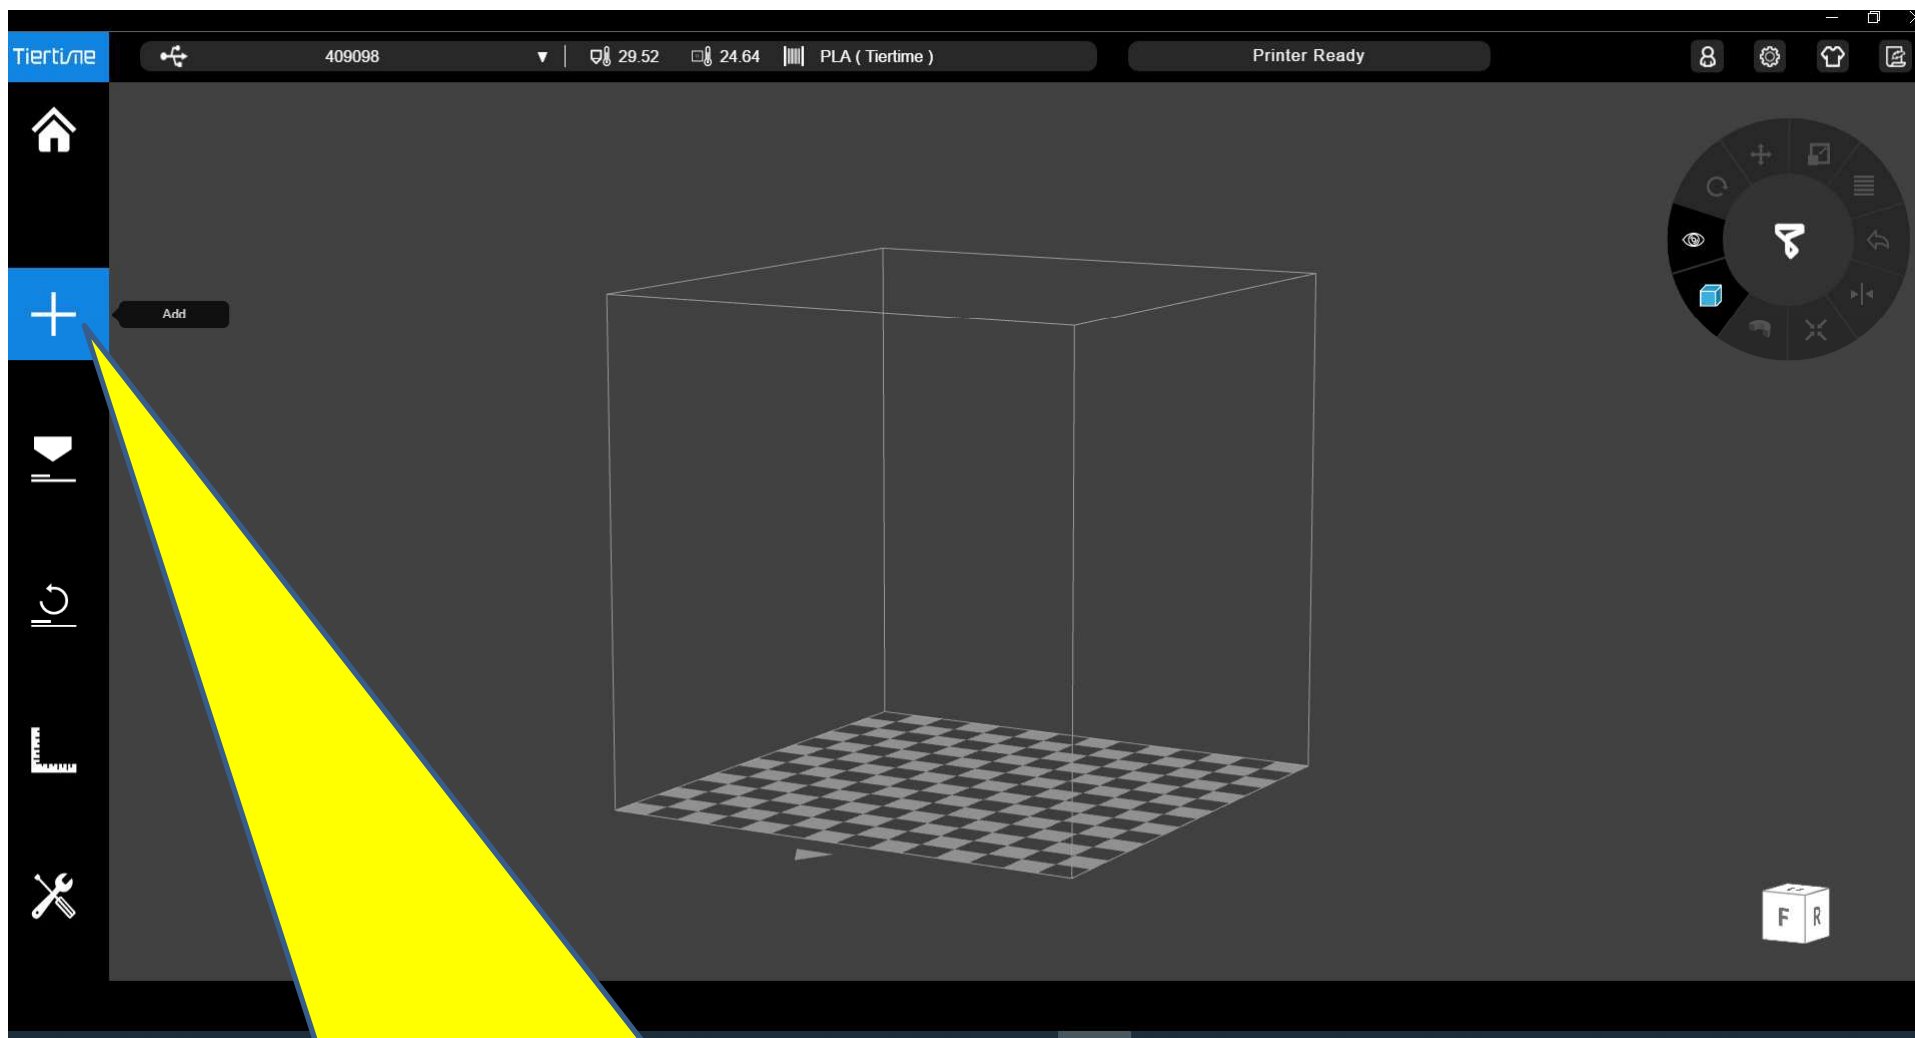 Tiertime
409098
29.52
24.64
PLA ( Tiertime )
Printer Ready
Add
F
R